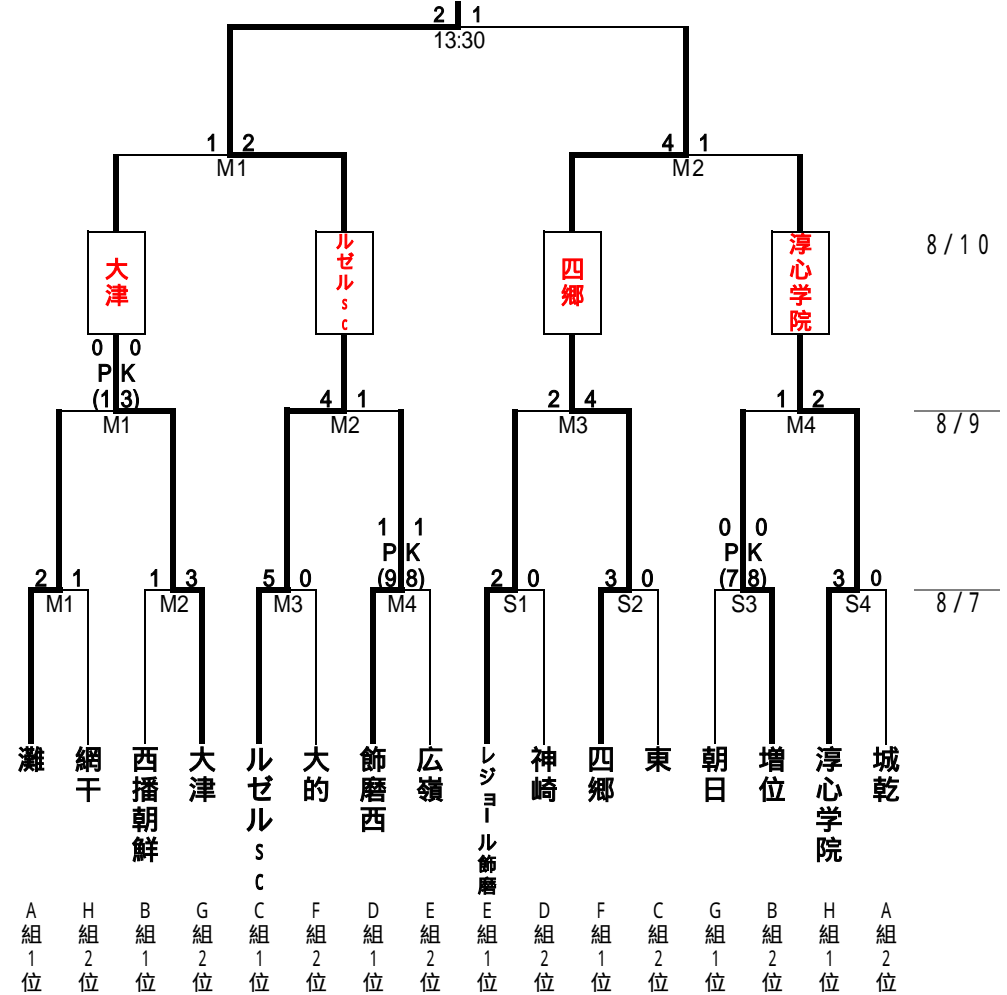 2 1
13:30
1 2
M1
4 1
M2
大津
ルゼルsc
四郷
淳心学院
8/10
0 0
PK
(1 3)
M1
4 1
M2
2 4
M3
1 2
M4
8/9
1 1
PK
(9 8)
0 0
PK
(7 8)
2 1
M1
1 3
M2
5 0
M3
M4
2 0
S1
3 0
S2
S3
3 0
S4
8/7
灘
網干
西播朝鮮
大津
ルゼルsc
大的
飾磨西
広嶺
レジョール飾磨
神崎
四郷
東
朝日
増位
淳心学院
城乾
A組1位
H組2位
B組1位
G組2位
C組1位
F組2位
D組1位
E組2位
E組1位
D組2位
F組1位
C組2位
G組1位
B組2位
H組1位
A組2位